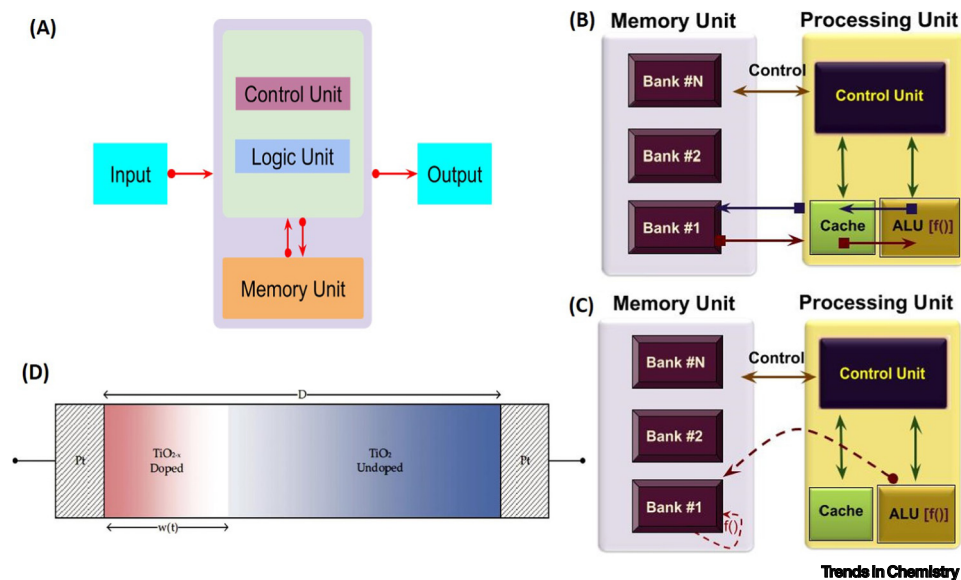 (A)
Control Unit
Logic Unit
Input
Output
Memory Unit
(B)
Memory Unit
Processing Unit
Bank #N
Control
Control Unit
Bank #2
Bank #1
Cache
ALU [f()]
(C)
Memory Unit
Processing Unit
Bank #N
Control
Control Unit
Bank #2
Bank #1
f()
Cache
ALU [f()]
(D)
D
Pt
TiO₂₋ₓ
Doped
TiO₂
Undoped
Pt
w(t)
Trends in Chemistry